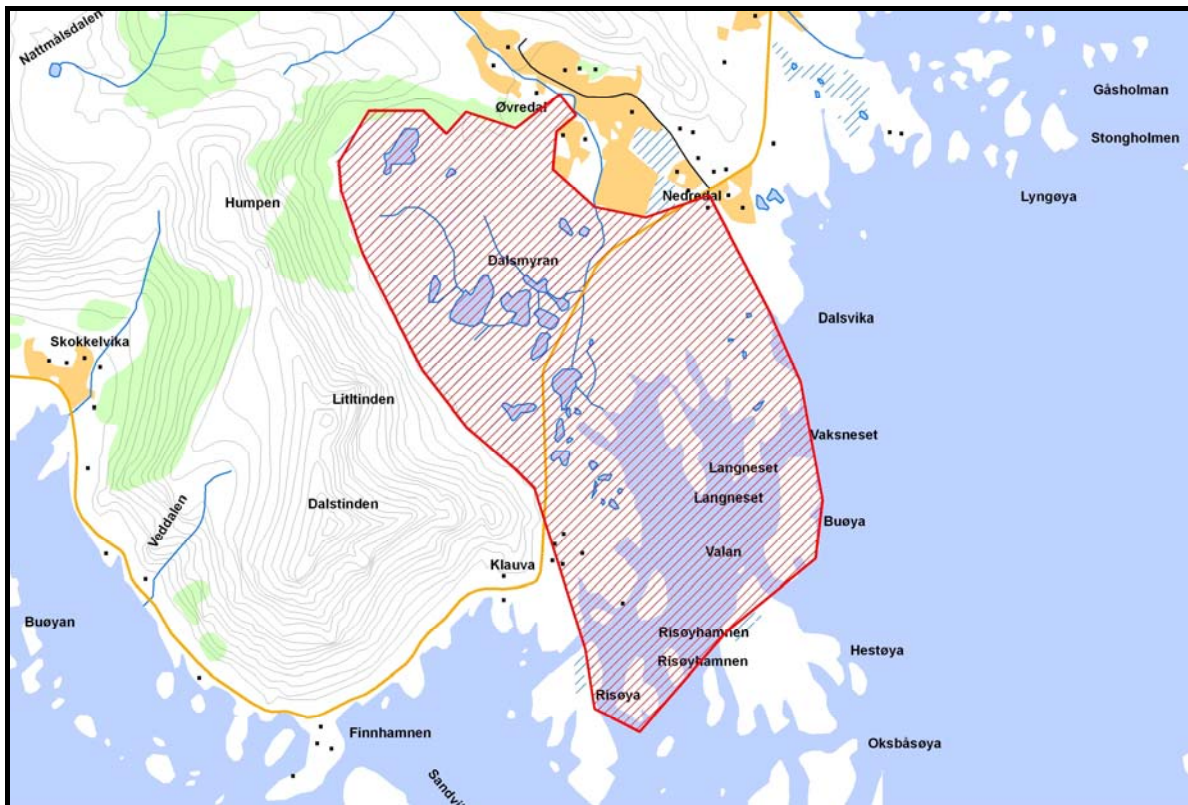 Nattmålsdalen
Gåsholman
Øvredal
Stongholmen
Nedredal
Lyngøya
Humpen
Dalsmyran
Dalsvika
Skokkelvika
Litltinden
Vaksneset
Langneset
Langneset
Dalstinden
Buøya
Veddalen
Valan
Klauva
Buøyan
Risøyhamnen
Hestøya
Risøyhamnen
Risøya
Finnhamnen
Oksbåsøya